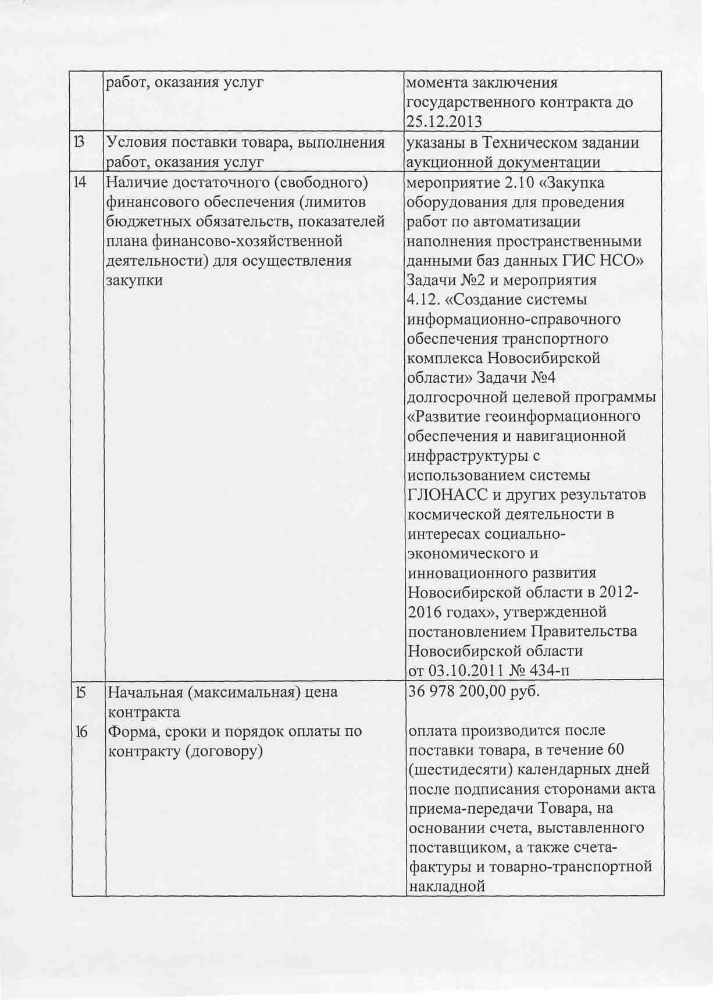 работ, оказания услуг
момента заключения
государственного контракта до
25.12.2013
13
Условия поставки товара, выполнения
работ, оказания услуг
указаны в Техническом задании
аукционной документации
14
Наличие достаточного (свободного)
финансового обеспечения (лимитов
бюджетных обязательств, показателей
плана финансово-хозяйственной
деятельности) для осуществления
закупки
мероприятие 2.10 «Закупка
оборудования для проведения
работ по автоматизации
наполнения пространственными
данными баз данных ГИС НСО»
Задачи №2 и мероприятия
4.12. «Создание системы
информационно-справочного
обеспечения транспортного
комплекса Новосибирской
области» Задачи №4
долгосрочной целевой программы
«Развитие геоинформационного
обеспечения и навигационной
инфраструктуры с
использованием системы
ГЛОНАСС и других результатов
космической деятельности в
интересах социально-
экономического и
инновационного развития
Новосибирской области в 2012-
2016 годах», утвержденной
постановлением Правительства
Новосибирской области
от 03.10.2011 № 434-п
15
Начальная (максимальная) цена
контракта
36 978 200,00 руб.
16
Форма, сроки и порядок оплаты по
контракту (договору)
оплата производится после
поставки товара, в течение 60
(шестидесяти) календарных дней
после подписания сторонами акта
приема-передачи Товара, на
основании счета, выставленного
поставщиком, а также счета-
фактуры и товарно-транспортной
накладной